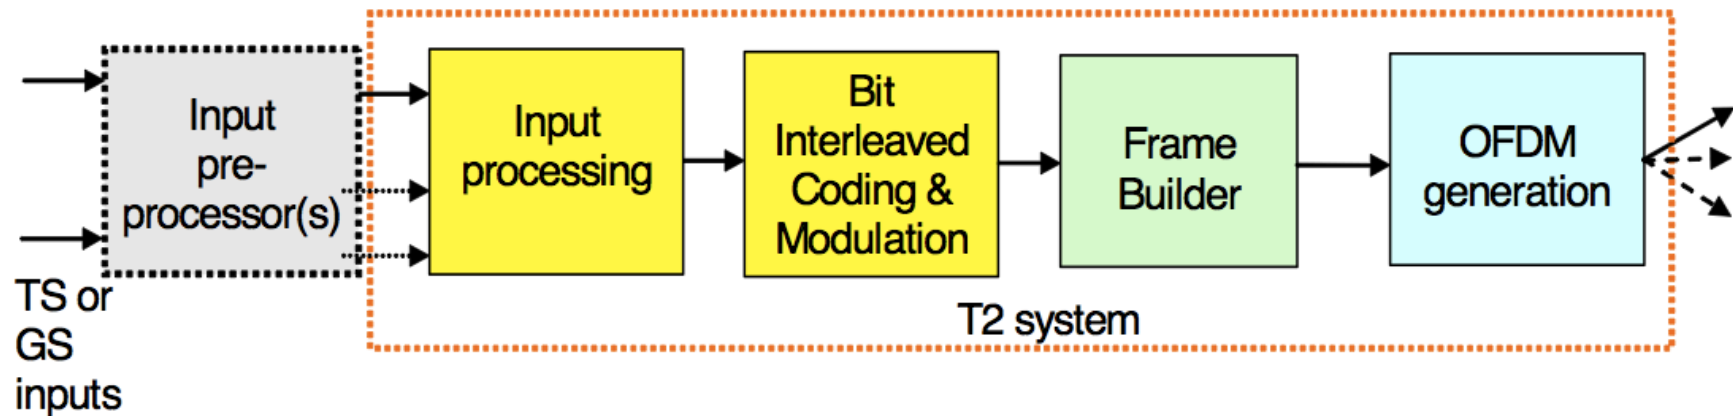 Input
pre-
processor(s)
Input
processing
Bit
Interleaved
Coding &
Modulation
Frame
Builder
OFDM
generation
TS or
GS
inputs
T2 system